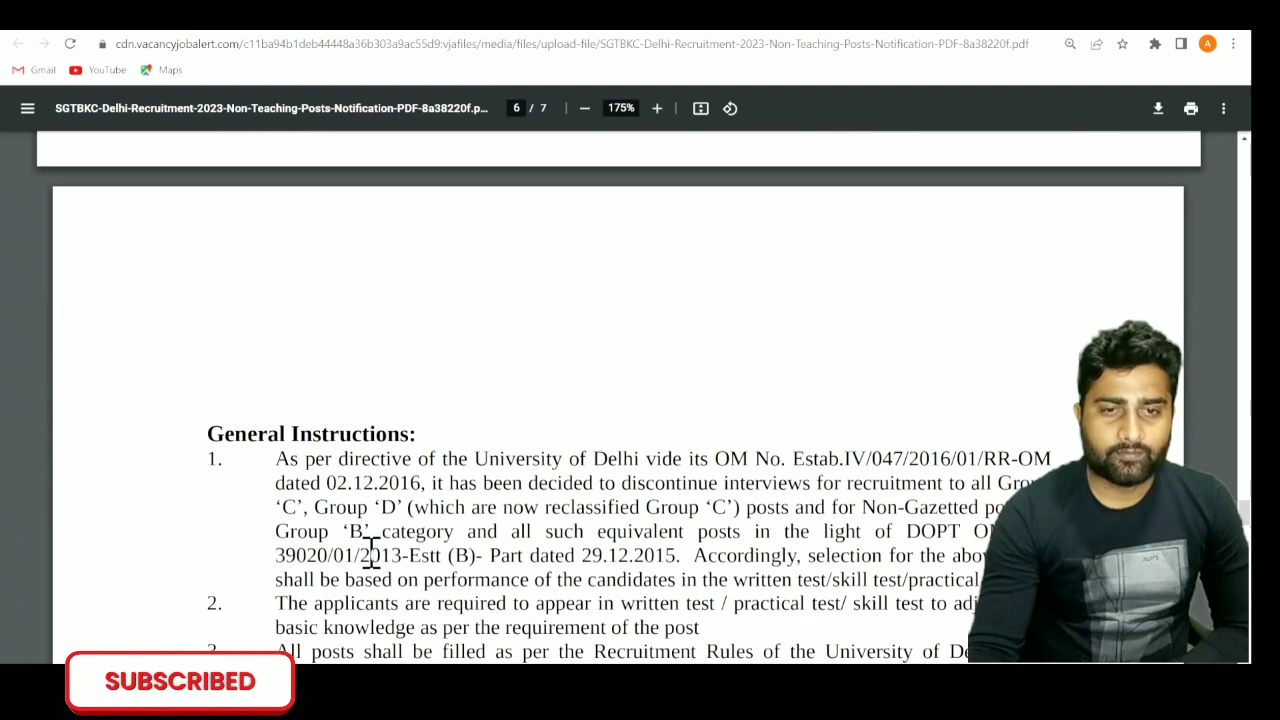 cdn.vacancyjobalert.com/c11ba94b1deb44448a36b303a9ac55d9:vjafiles/media/files/upload-file/SGTBKC-Delhi-Recruitment-2023-Non-Teaching-Posts-Notification-PDF-8a38220f.pdf
A
Gmail YouTube Maps
SGTBKC-Delhi-Recruitment-2023-Non-Teaching-Posts-Notification-PDF-8a38220f.p... 6 / 7 175%
General Instructions:
1. As per directive of the University of Delhi vide its OM No. Estab.IV/047/2016/01/RR-OM
dated 02.12.2016, it has been decided to discontinue interviews for recruitment to all
‘C’, Group ‘D’ (which are now reclassified Group ‘C’) posts and for Non-Gazetted
Group ‘B’ category and all such equivalent posts in the light of DOPT
39020/01/2013-Estt (B)- Part dated 29.12.2015. Accordingly, selection for the
shall be based on performance of the candidates in the written test/skill test/practical
2. The applicants are required to appear in written test / practical test/ skill test to
basic knowledge as per the requirement of the post
All posts shall be filled as per the Recruitment Rules of the University of
SUBSCRIBED